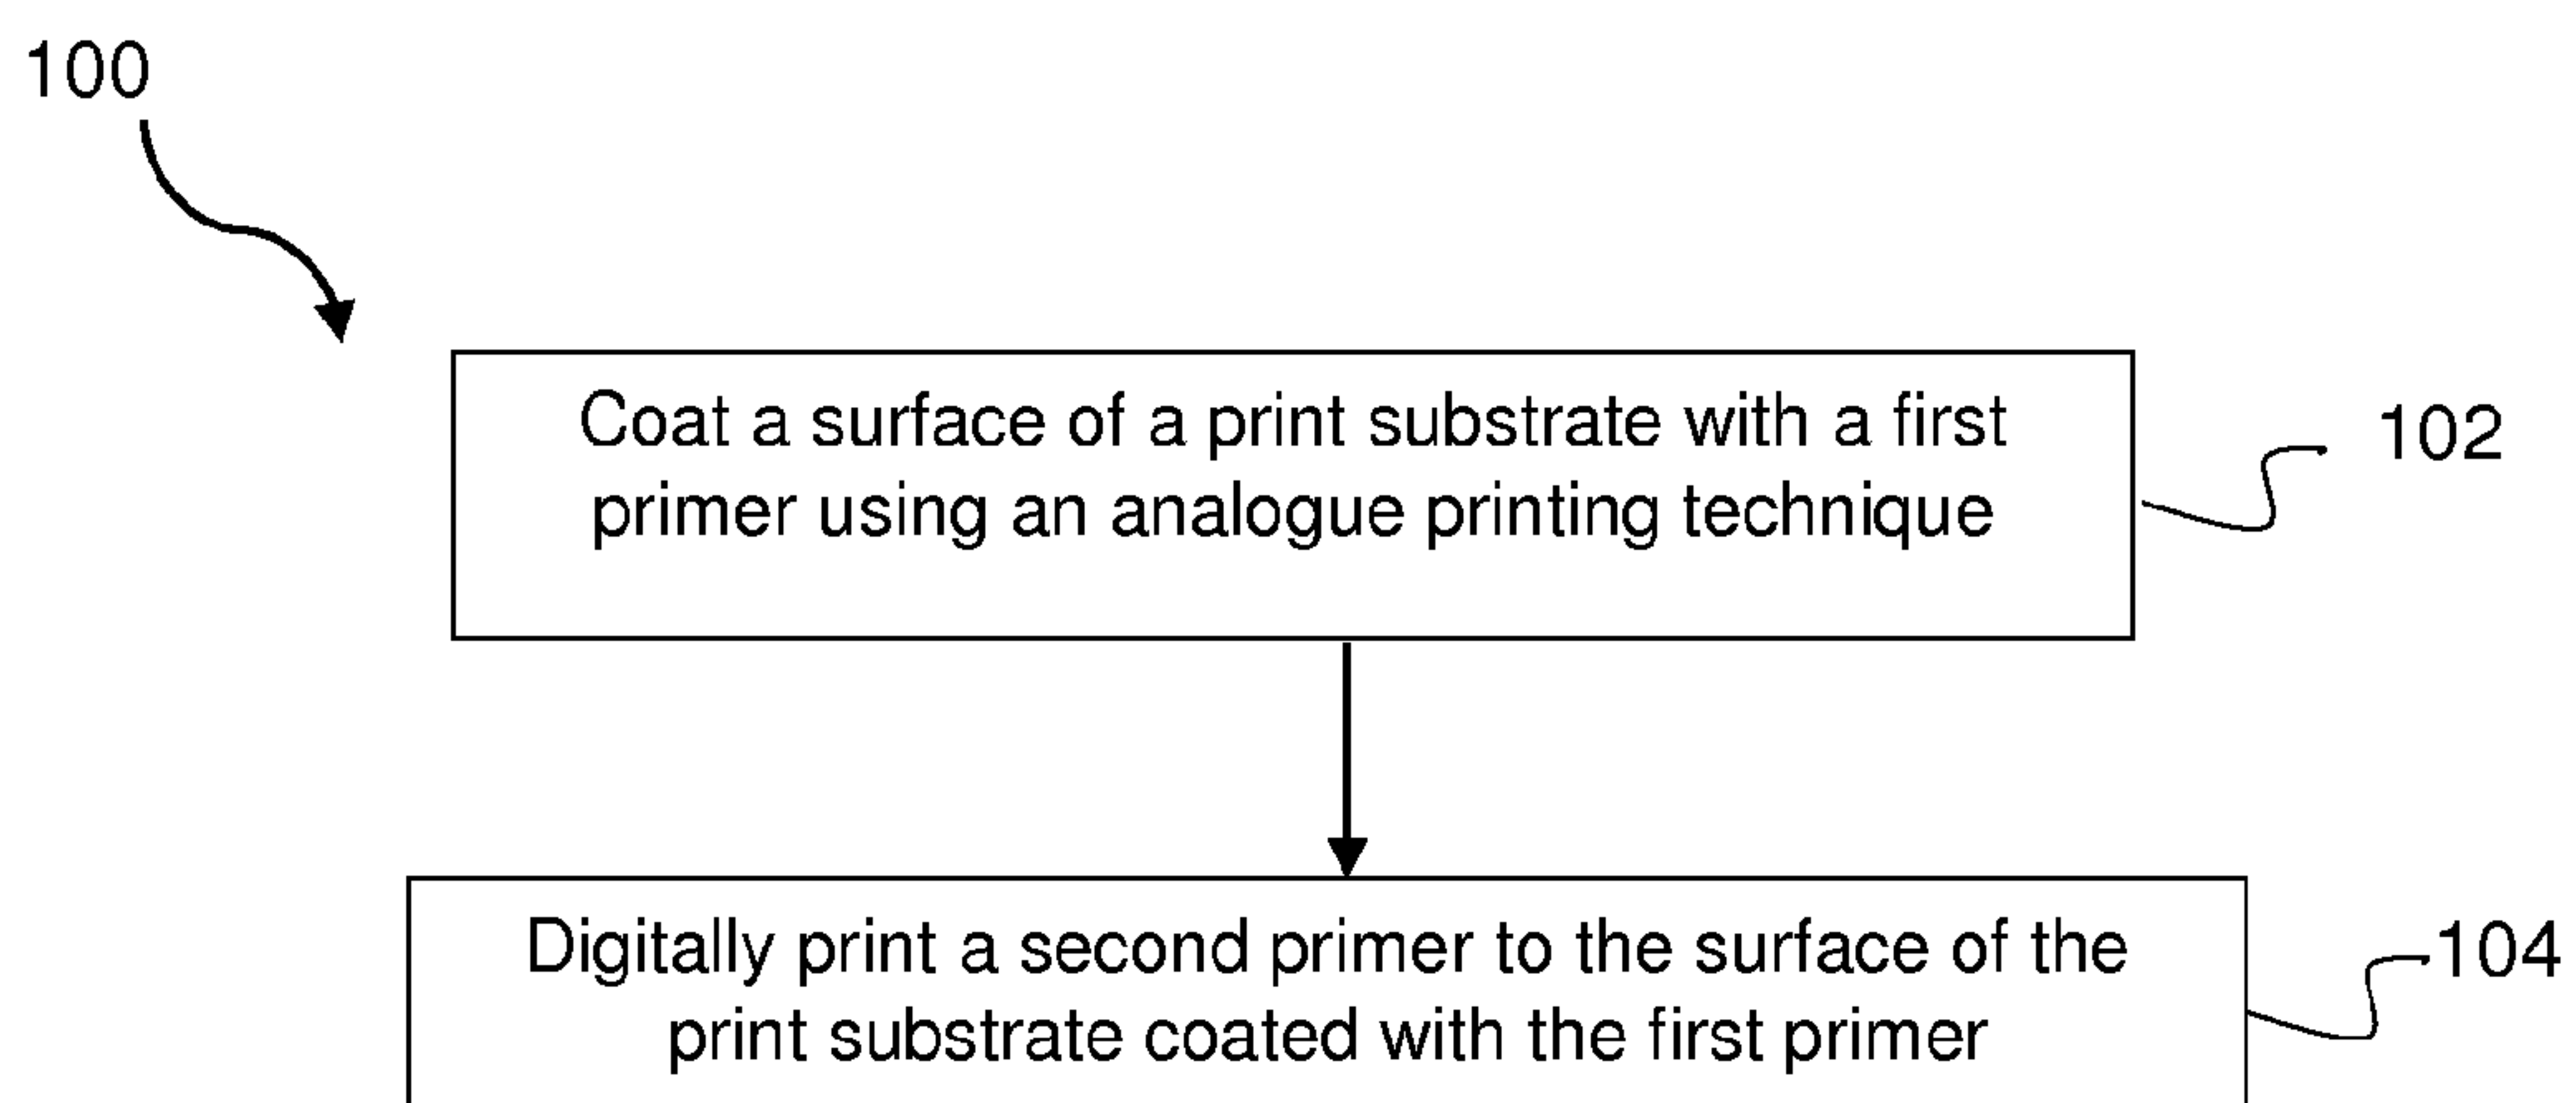 100
Coat a surface of a print substrate with a first
primer using an analogue printing technique
102
Digitally print a second primer to the surface of the
print substrate coated with the first primer
104